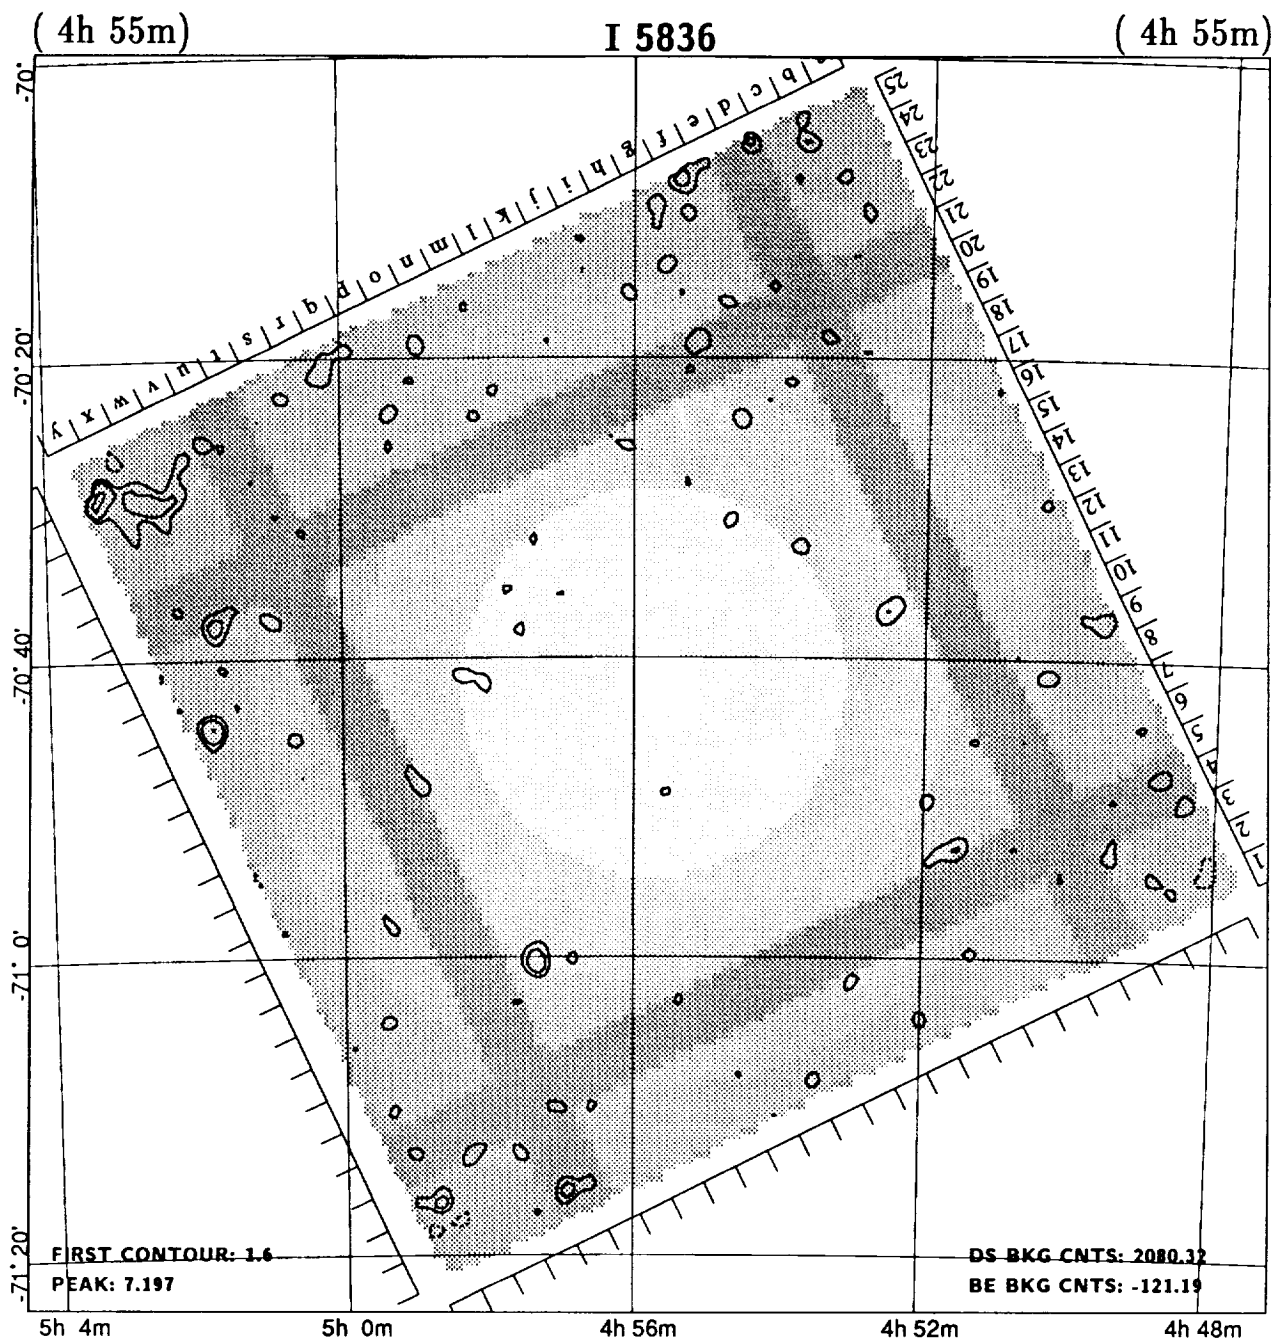 ( 4h 55m)
I 5836
( 4h 55m)
-70°
-70° 20'
-70° 40'
-71° 0'
-71° 20'
b c d e f g h i j k l m n o p q r s t u v w x y
25 24 23 22 21 20 19 18 17 16 15 14 13 12 11 10 9 8 7 6 5 4 3 2 1
FIRST CONTOUR: 1.6
PEAK: 7.197
DS BKG CNTS: 2080.32
BE BKG CNTS: -121.19
5h 4m
5h 0m
4h 56m
4h 52m
4h 48m